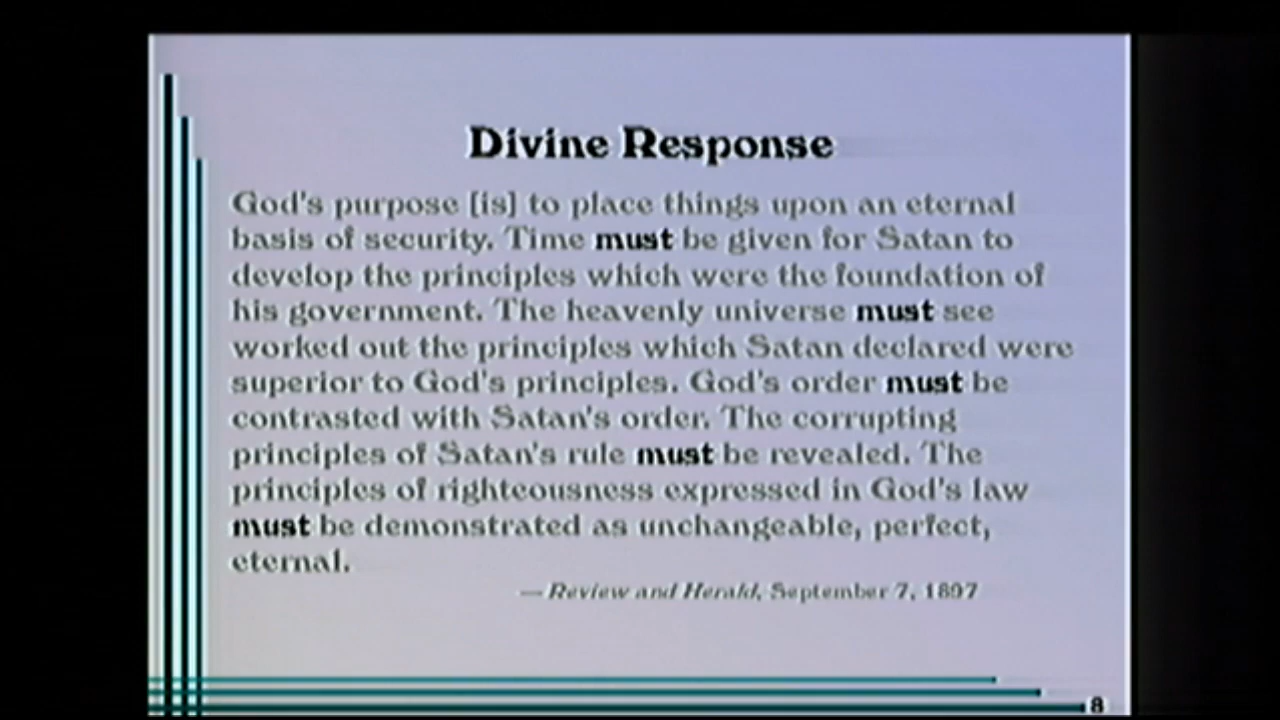 Divine Response
God's purpose [is] to place things upon an eternal
basis of security. Time must be given for Satan to
develop the principles which were the foundation of
his government. The heavenly universe must see
worked out the principles which Satan declared were
superior to God's principles. God's order must be
contrasted with Satan's order. The corrupting
principles of Satan's rule must be revealed. The
principles of righteousness expressed in God's law
must be demonstrated as unchangeable, perfect,
eternal.
— Review and Herald, September 7, 1897
8